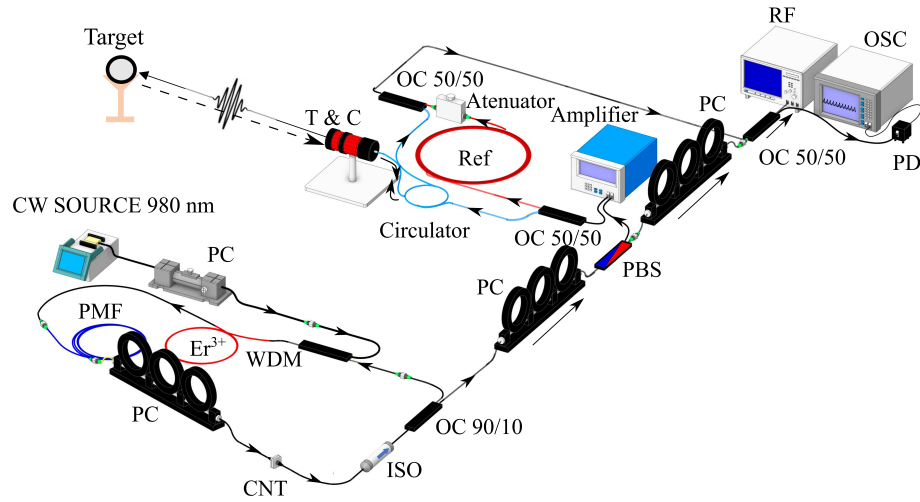 RF
OSC
Target
OC 50/50
Atenuator
PC
Amplifier
T & C
Ref
OC 50/50
PD
Circulator
OC 50/50
PBS
CW SOURCE 980 nm
PC
PC
PMF
Er³⁺
WDM
PC
OC 90/10
ISO
CNT